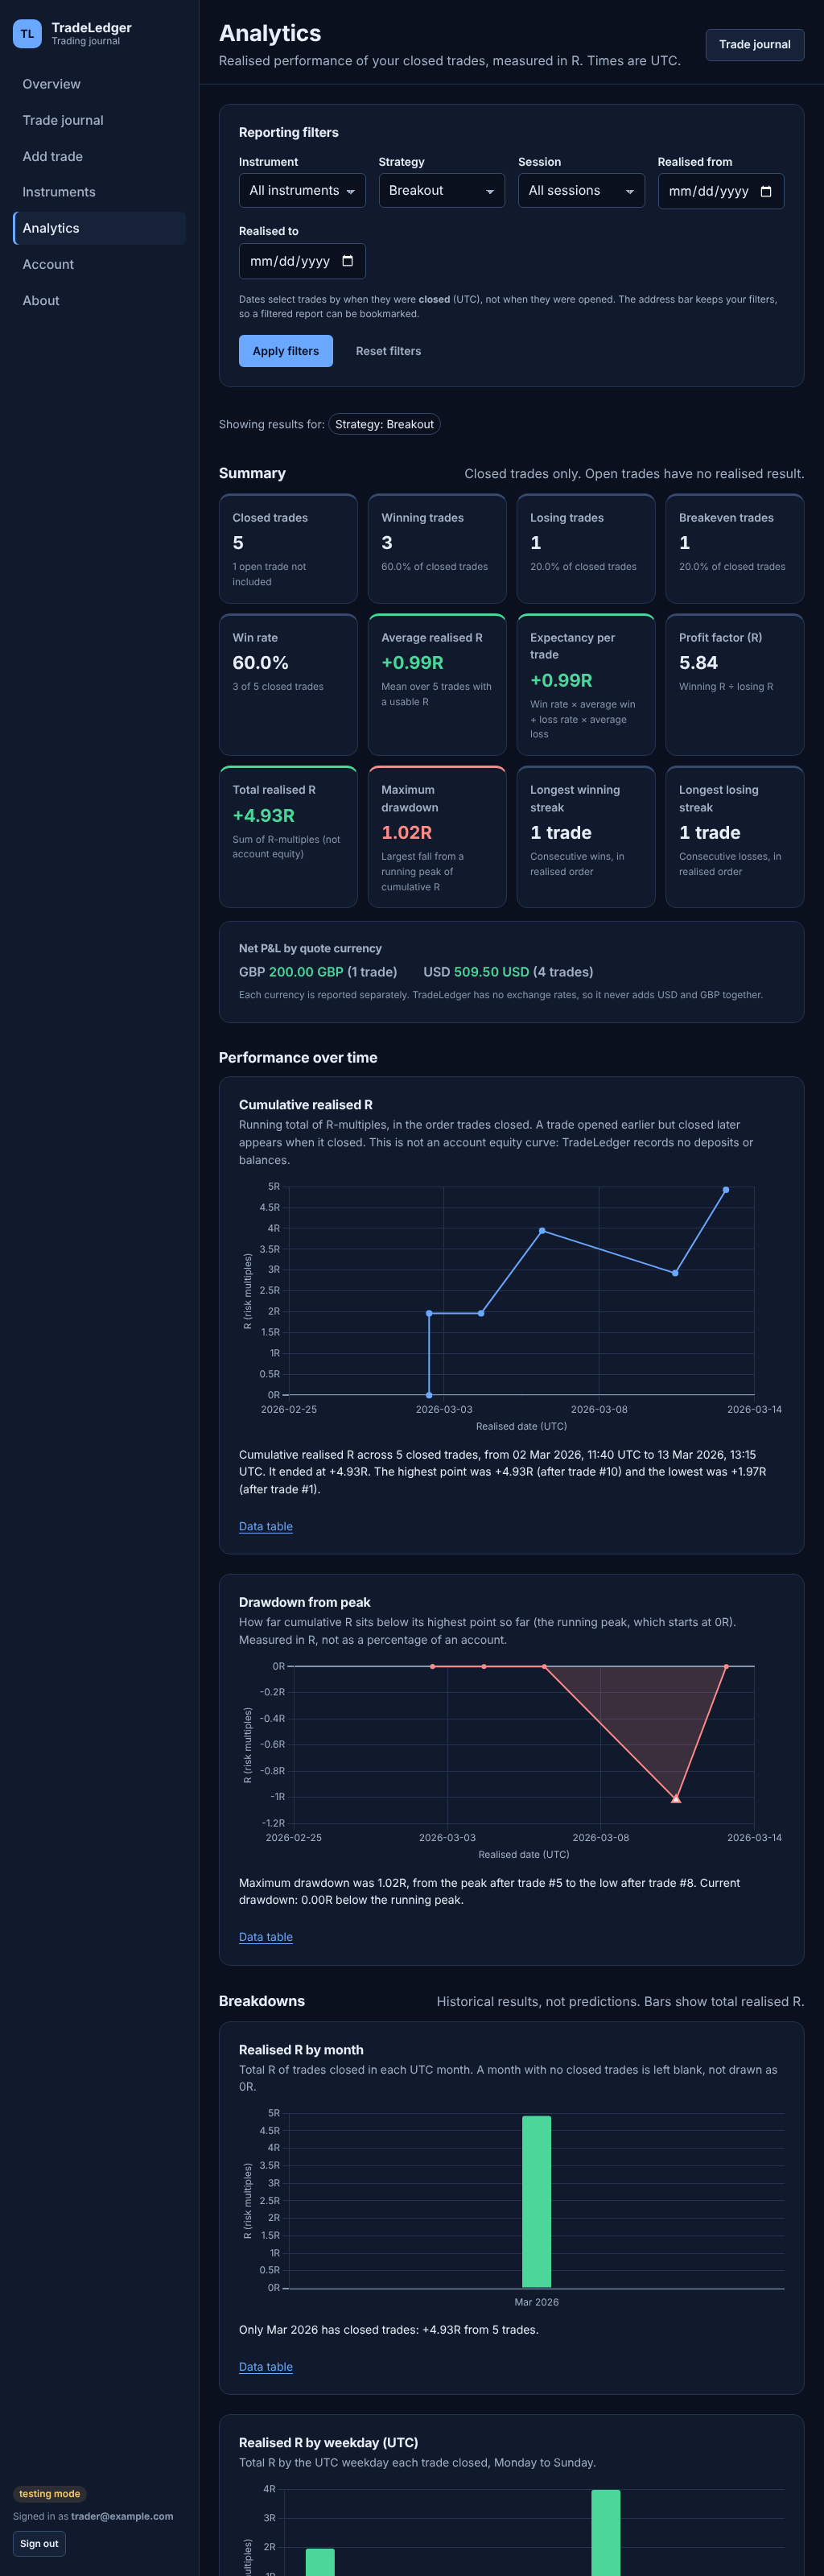 TL
TradeLedger
Trading journal
Overview
Trade journal
Add trade
Instruments
Analytics
Account
About
testing mode
Signed in as trader@example.com
Sign out
Analytics
Realised performance of your closed trades, measured in R. Times are UTC.
Trade journal
Reporting filters
Instrument
All instruments
Strategy
Breakout
Session
All sessions
Realised from
mm/dd/yyyy
Realised to
mm/dd/yyyy
Dates select trades by when they were closed (UTC), not when they were opened. The address bar keeps your filters,
so a filtered report can be bookmarked.
Apply filters
Reset filters
Showing results for: Strategy: Breakout
Summary
Closed trades only. Open trades have no realised result.
Closed trades
5
1 open trade not
included
Winning trades
3
60.0% of closed trades
Losing trades
1
20.0% of closed trades
Breakeven trades
1
20.0% of closed trades
Win rate
60.0%
3 of 5 closed trades
Average realised R
+0.99R
Mean over 5 trades with
a usable R
Expectancy per
trade
+0.99R
Win rate × average win
+ loss rate × average
loss
Profit factor (R)
5.84
Winning R ÷ losing R
Total realised R
+4.93R
Sum of R-multiples (not
account equity)
Maximum
drawdown
1.02R
Largest fall from a
running peak of
cumulative R
Longest winning
streak
1 trade
Consecutive wins, in
realised order
Longest losing
streak
1 trade
Consecutive losses, in
realised order
Net P&L by quote currency
GBP 200.00 GBP (1 trade) USD 509.50 USD (4 trades)
Each currency is reported separately. TradeLedger has no exchange rates, so it never adds USD and GBP together.
Performance over time
Cumulative realised R
Running total of R-multiples, in the order trades closed. A trade opened earlier but closed later
appears when it closed. This is not an account equity curve: TradeLedger records no deposits or
balances.
R (risk multiples)
5R
4.5R
4R
3.5R
3R
2.5R
2R
1.5R
1R
0.5R
0R
2026-02-25 2026-03-03 2026-03-08 2026-03-14
Realised date (UTC)
Cumulative realised R across 5 closed trades, from 02 Mar 2026, 11:40 UTC to 13 Mar 2026, 13:15
UTC. It ended at +4.93R. The highest point was +4.93R (after trade #10) and the lowest was +1.97R
(after trade #1).
Data table
Drawdown from peak
How far cumulative R sits below its highest point so far (the running peak, which starts at 0R).
Measured in R, not as a percentage of an account.
R (risk multiples)
0R
-0.2R
-0.4R
-0.6R
-0.8R
-1R
-1.2R
2026-02-25 2026-03-03 2026-03-08 2026-03-14
Realised date (UTC)
Maximum drawdown was 1.02R, from the peak after trade #5 to the low after trade #8. Current
drawdown: 0.00R below the running peak.
Data table
Breakdowns
Historical results, not predictions. Bars show total realised R.
Realised R by month
Total R of trades closed in each UTC month. A month with no closed trades is left blank, not drawn as
0R.
R (risk multiples)
5R
4.5R
4R
3.5R
3R
2.5R
2R
1.5R
1R
0.5R
0R
Mar 2026
Only Mar 2026 has closed trades: +4.93R from 5 trades.
Data table
Realised R by weekday (UTC)
Total R by the UTC weekday each trade closed, Monday to Sunday.
4R
3R
2R